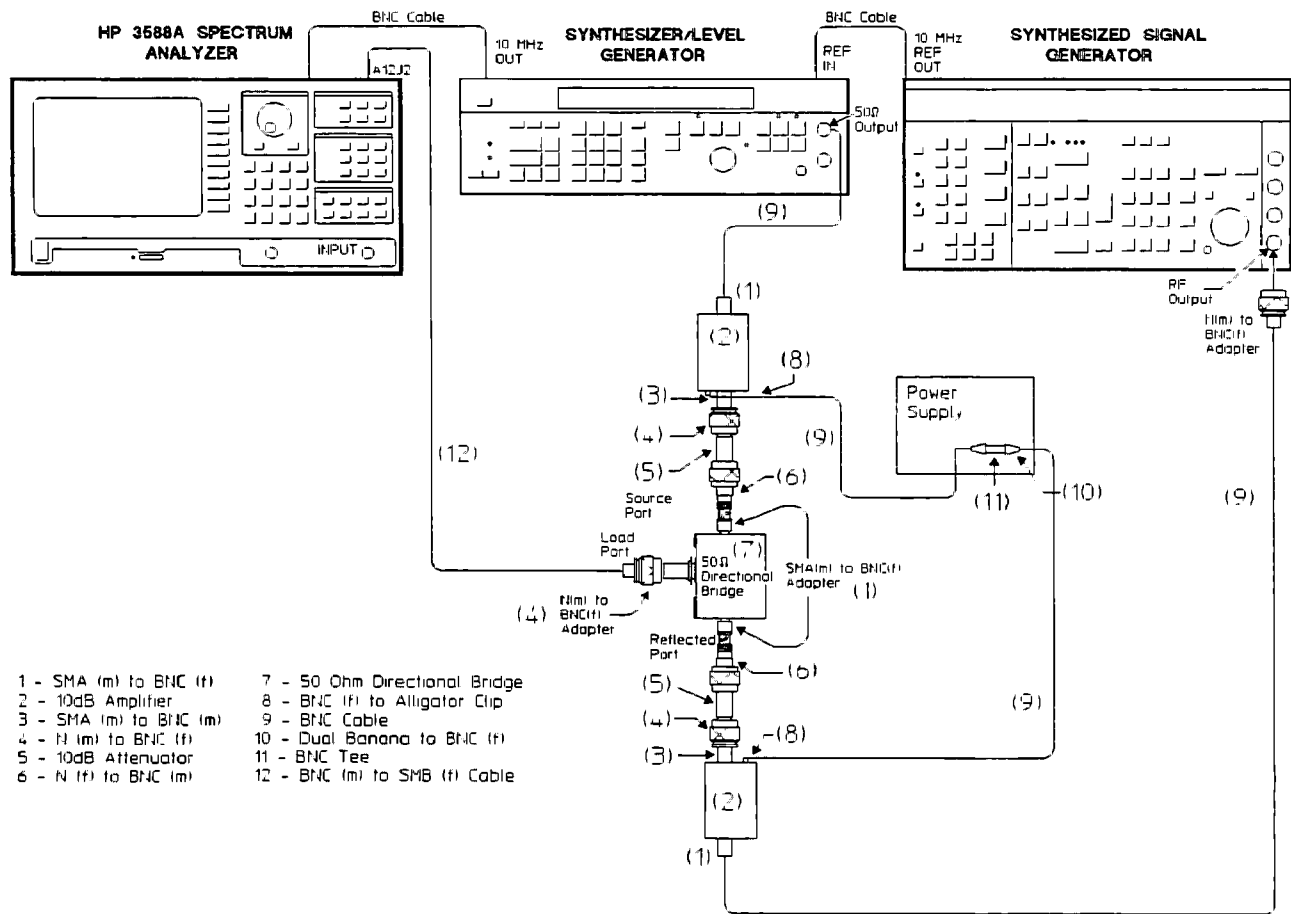 BNC Cable
BNC Cable
HP 3588A SPECTRUM
ANALYZER
A12J2
10 MHz
OUT
SYNTHESIZER/LEVEL
GENERATOR
REF
IN
10 MHz
REF
OUT
SYNTHESIZED SIGNAL
GENERATOR
50Ω
Output
INPUT
(9)
RF
Output
N(m) to
BNC(f)
Adapter
(1)
(2)
(8)
(3)
(4)
(9)
(5)
(6)
Power
Supply
(11)
(10)
(12)
(9)
Source
Port
Load
Port
(7)
50Ω
Directional
Bridge
SMA(m) to BNC(f)
Adapter
(1)
(4)
N(m) to
BNC(f)
Adapter
Reflected
Port
(6)
(5)
(4)
(8)
(3)
(9)
(2)
(1)
1 - SMA (m) to BNC (f)
2 - 10dB Amplifier
3 - SMA (m) to BNC (m)
4 - N (m) to BNC (f)
5 - 10dB Attenuator
6 - N (f) to BNC (m)
7 - 50 Ohm Directional Bridge
8 - BNC (f) to Alligator Clip
9 - BNC Cable
10 - Dual Banana to BNC (f)
11 - BNC Tee
12 - BNC (m) to SMB (f) Cable